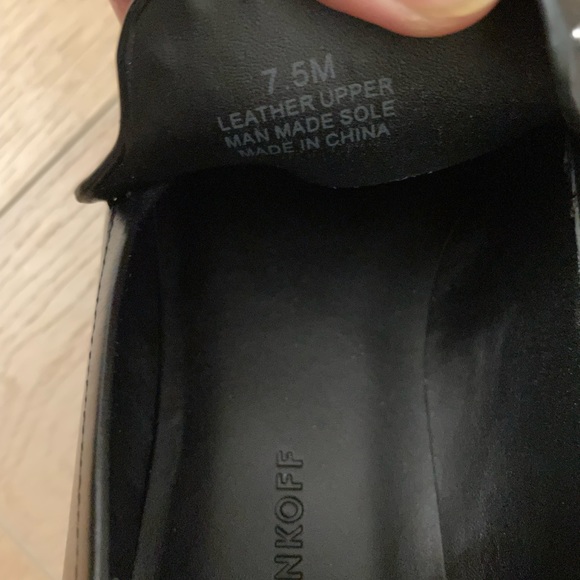 7.5M
LEATHER UPPER
MAN MADE SOLE
MADE IN CHINA
NKOFF